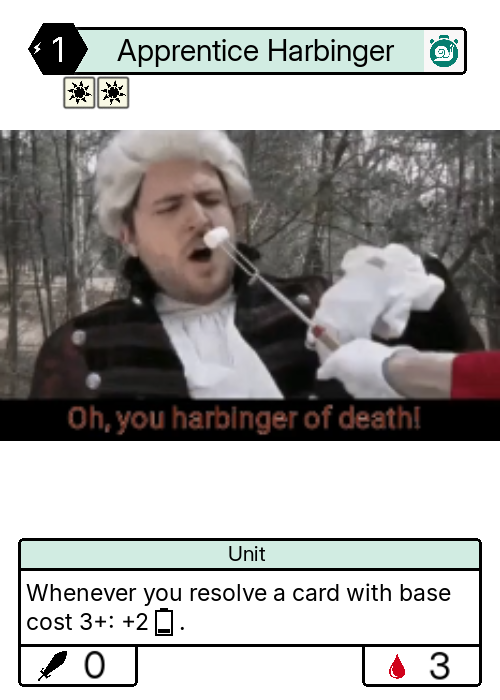 1 Apprentice Harbinger
Oh, you harbinger of death!
Unit
Whenever you resolve a card with base
cost 3+: +2 .
0 3